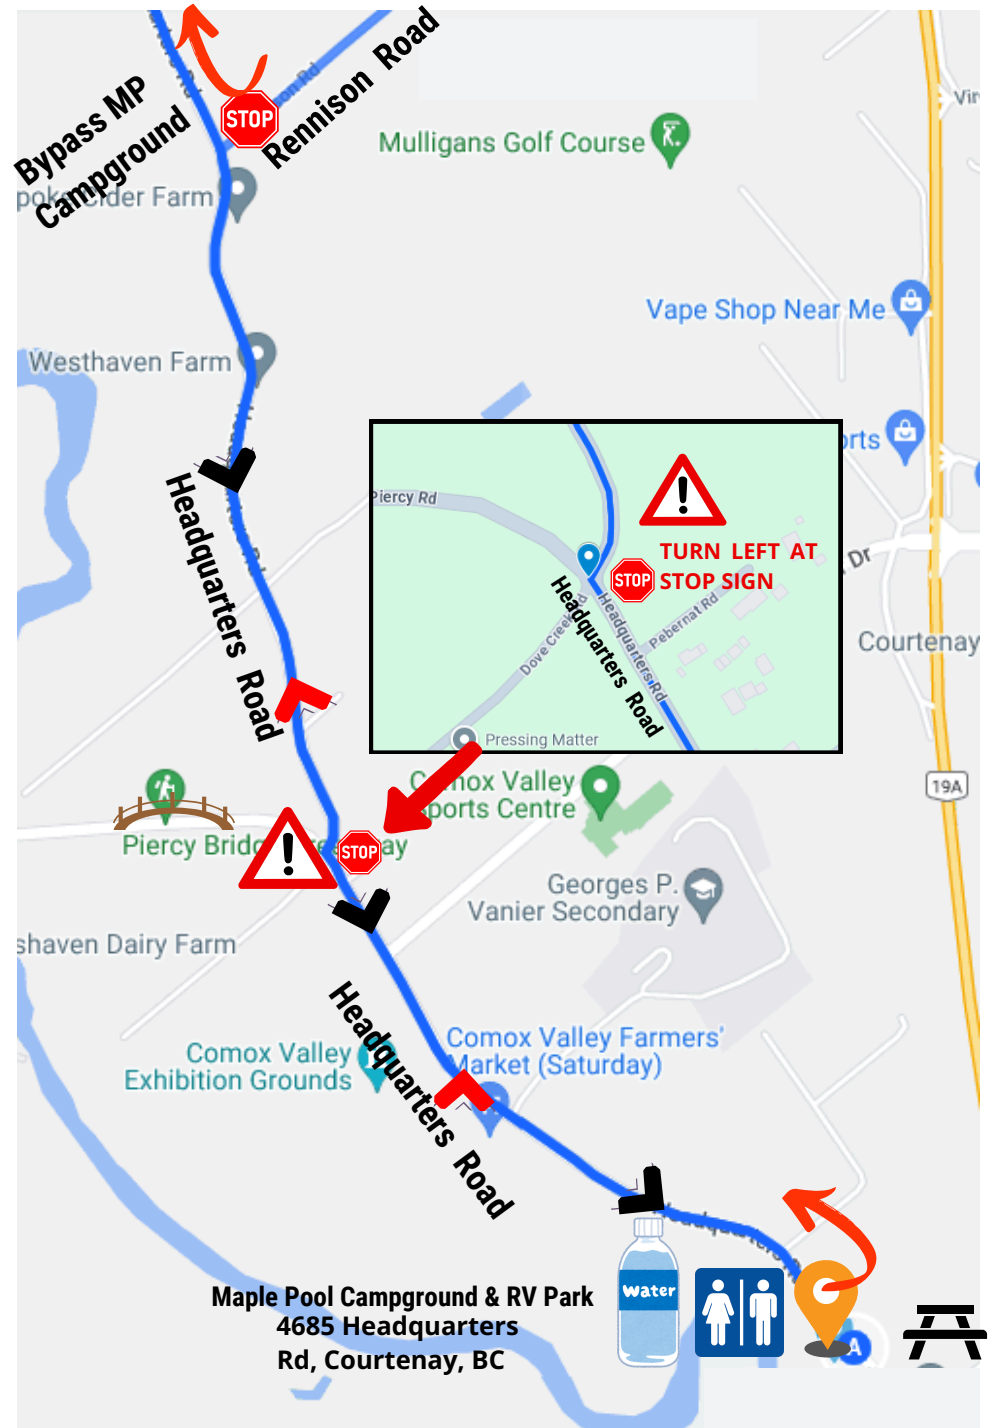 Rennison Road
Bypass MP
Campground
STOP
Mulligans Golf Course
Cider Farm
Vape Shop Near Me
Westhaven Farm
Headquarters Road
Piercy Rd
TURN LEFT AT
STOP SIGN
STOP
Headquarters Rd
Pebernat Rd
Dove Creek
Headquarters Road
Pressing Matter
Dr
Courtenay
19A
Comox Valley
Sports Centre
STOP
Piercy
Georges P.
Vanier Secondary
Dairy Farm
Headquarters Road
Comox Valley Farmers'
Market (Saturday)
Comox Valley
Exhibition Grounds
Water
A
Maple Pool Campground & RV Park
4685 Headquarters
Rd, Courtenay, BC